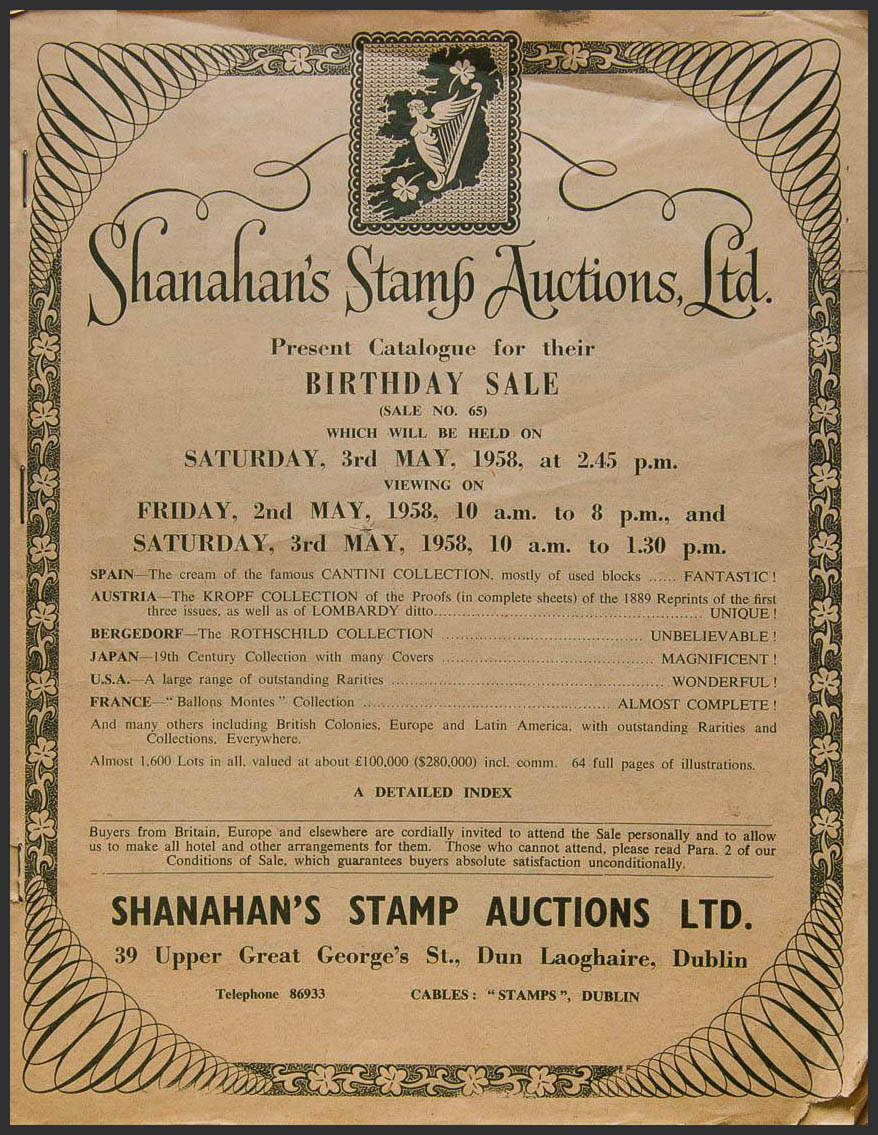 Shanahan's Stamp Auctions, Ltd.
Present Catalogue for their
BIRTHDAY SALE
(SALE NO. 65)
WHICH WILL BE HELD ON
SATURDAY, 3rd MAY, 1958, at 2.45 p.m.
VIEWING ON
FRIDAY, 2nd MAY, 1958, 10 a.m. to 8 p.m., and
SATURDAY, 3rd MAY, 1958, 10 a.m. to 1.30 p.m.
SPAIN—The cream of the famous CANTINI COLLECTION, mostly of used blocks ...... FANTASTIC!
AUSTRIA—The KROPF COLLECTION of the Proofs (in complete sheets) of the 1889 Reprints of the first
three issues, as well as of LOMBARDY ditto.................................................... UNIQUE!
BERGEDORF—The ROTHSCHILD COLLECTION ........................................ UNBELIEVABLE!
JAPAN—19th Century Collection with many Covers .......................................... MAGNIFICENT!
U.S.A.—A large range of outstanding Rarities ....................................................... WONDERFUL!
FRANCE—"Ballons Montes" Collection .................................................. ALMOST COMPLETE!
And many others including British Colonies, Europe and Latin America, with outstanding Rarities and
Collections, Everywhere.
Almost 1,600 Lots in all, valued at about £100,000 ($280,000) incl. comm. 64 full pages of illustrations.
A DETAILED INDEX
Buyers from Britain, Europe and elsewhere are cordially invited to attend the Sale personally and to allow
us to make all hotel and other arrangements for them. Those who cannot attend, please read Para. 2 of our
Conditions of Sale, which guarantees buyers absolute satisfaction unconditionally.
SHANAHAN'S STAMP AUCTIONS LTD.
39 Upper Great George's St., Dun Laoghaire, Dublin
Telephone 86933 CABLES: "STAMPS", DUBLIN